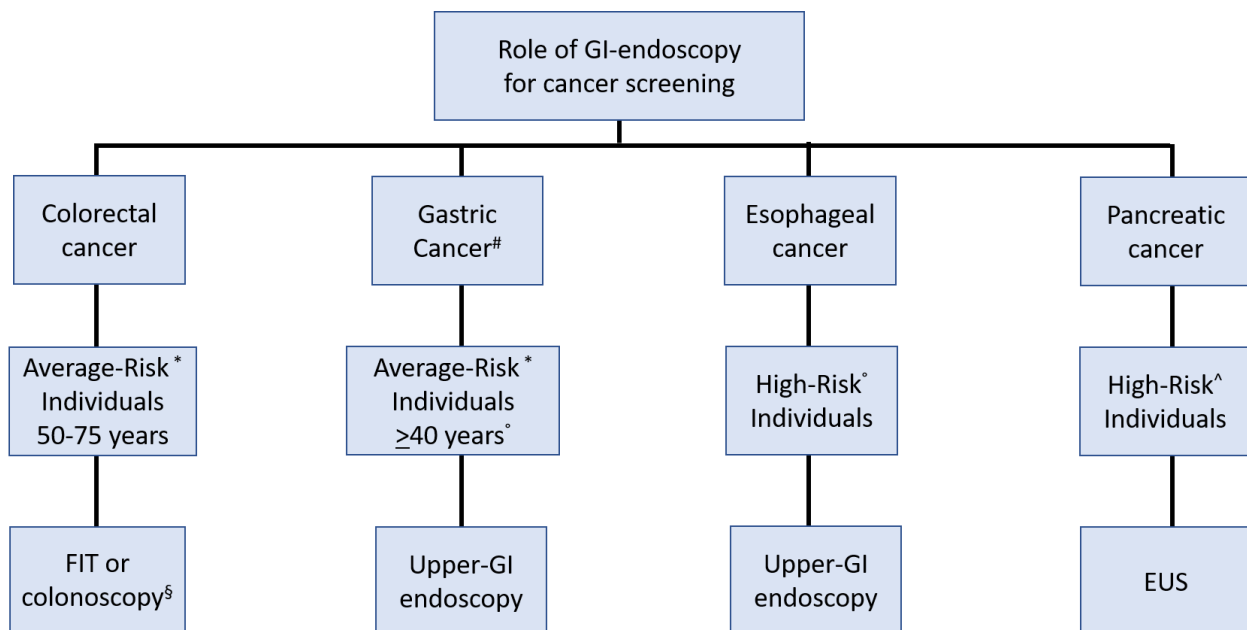 Role of GI-endoscopy
for cancer screening
Colorectal
cancer
Gastric
Cancer#
Esophageal
cancer
Pancreatic
cancer
Average-Risk *
Individuals
50-75 years
Average-Risk *
Individuals
≥40 years°
High-Risk°
Individuals
High-Risk^
Individuals
FIT or
colonoscopy§
Upper-GI
endoscopy
Upper-GI
endoscopy
EUS